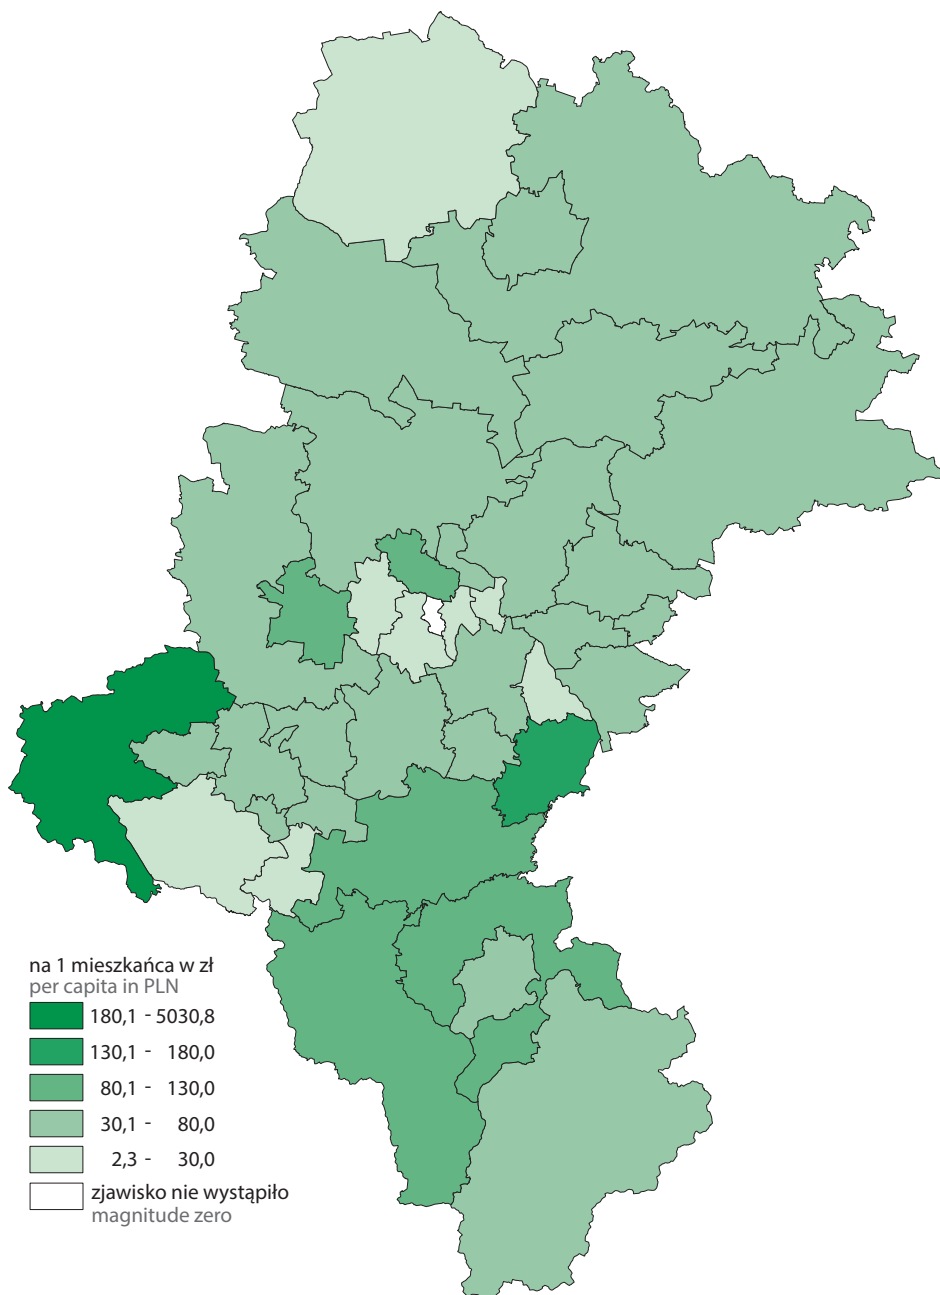 na 1 mieszkańca w zł
per capita in PLN
180,1 - 5030,8
130,1 - 180,0
80,1 - 130,0
30,1 - 80,0
2,3 - 30,0
zjawisko nie wystąpiło
magnitude zero